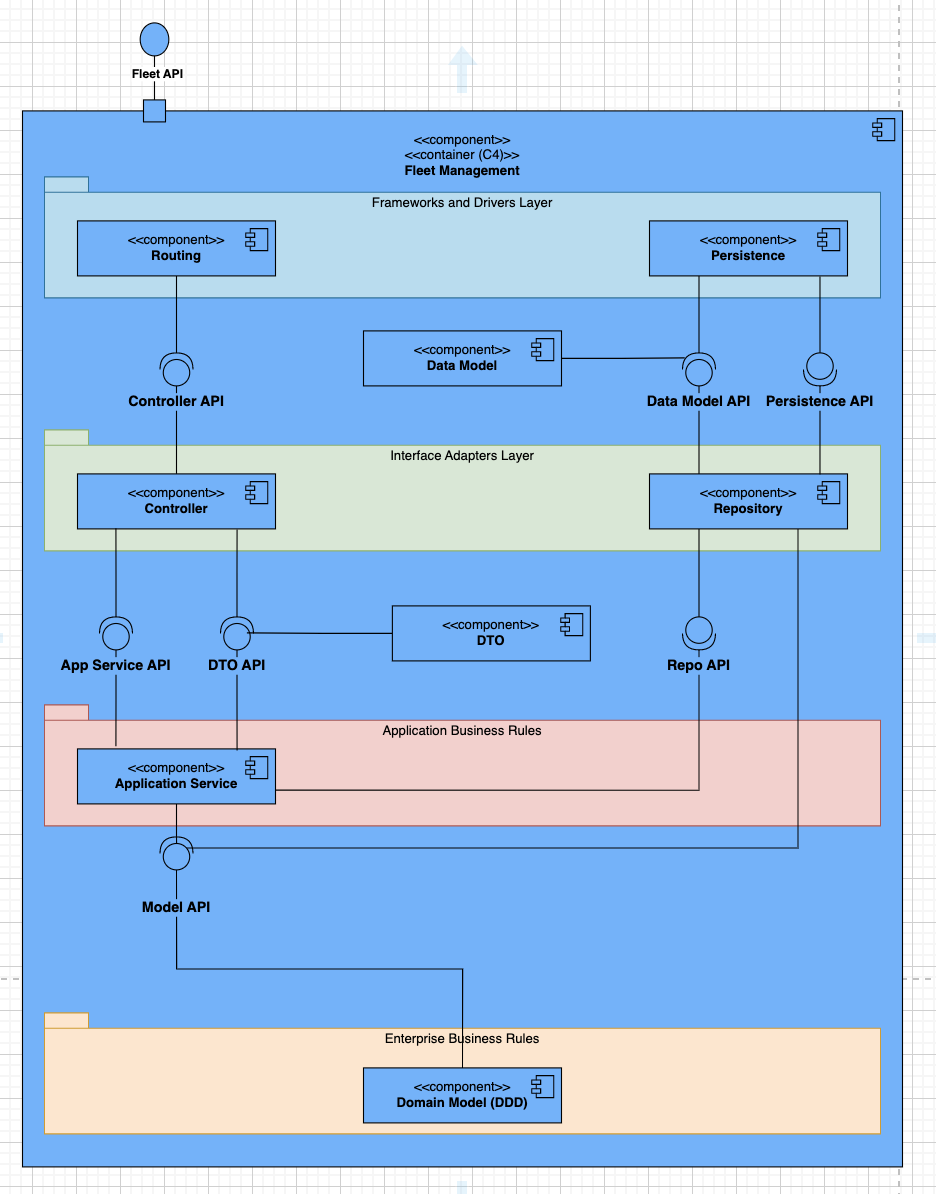 Fleet API
<<component>>
<<container (C4)>>
Fleet Management
Frameworks and Drivers Layer
<<component>>
Routing
<<component>>
Persistence
<<component>>
Data Model
Controller API
Data Model API
Persistence API
Interface Adapters Layer
<<component>>
Controller
<<component>>
Repository
<<component>>
DTO
App Service API
DTO API
Repo API
Application Business Rules
<<component>>
Application Service
Model API
Enterprise Business Rules
<<component>>
Domain Model (DDD)